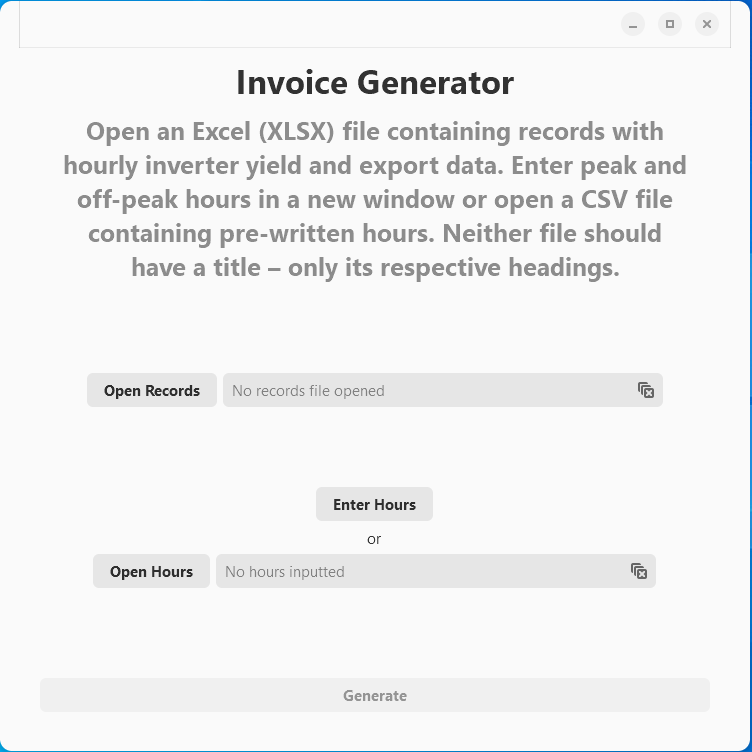 Invoice Generator
Open an Excel (XLSX) file containing records with
hourly inverter yield and export data. Enter peak and
off-peak hours in a new window or open a CSV file
containing pre-written hours. Neither file should
have a title – only its respective headings.
Open Records
No records file opened
Enter Hours
or
Open Hours
No hours inputted
Generate